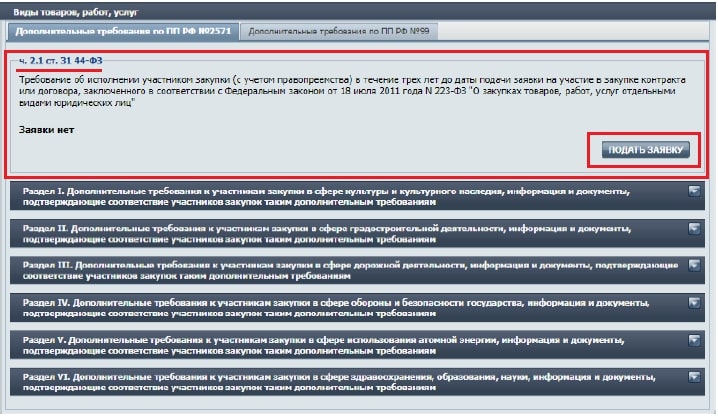 Виды товаров, работ, услуг
Дополнительные требования по ПП РФ №2571 Дополнительные требования по ПП РФ №99
ч. 2.1 ст. 31 44-ФЗ
Требование об исполнении участником закупки (с учетом правопреемства) в течение трех лет до даты подачи заявки на участие в закупке контракта
или договора, заключенного в соответствии с Федеральным законом от 18 июля 2011 года N 223-ФЗ "О закупках товаров, работ, услуг отдельными
видами юридических лиц"
Заявки нет
ПОДАТЬ ЗАЯВКУ
Раздел I. Дополнительные требования к участникам закупки в сфере культуры и культурного наследия, информация и документы,
подтверждающие соответствие участников закупок таким дополнительным требованиям
Раздел II. Дополнительные требования к участникам закупки в сфере градостроительной деятельности, информация и документы,
подтверждающие соответствие участников закупок таким дополнительным требованиям
Раздел III. Дополнительные требования к участникам закупки в сфере дорожной деятельности, информация и документы, подтверждающие
соответствие участников закупок таким дополнительным требованиям
Раздел IV. Дополнительные требования к участникам закупки в сфере обороны и безопасности государства, информация и документы,
подтверждающие соответствие участников закупок таким дополнительным требованиям
Раздел V. Дополнительные требования к участникам закупки в сфере использования атомной энергии, информация и документы,
подтверждающие соответствие участников закупок таким дополнительным требованиям
Раздел VI. Дополнительные требования к участникам закупки в сфере здравоохранения, образования, науки, информация и документы,
подтверждающие соответствие участников закупок таким дополнительным требованиям